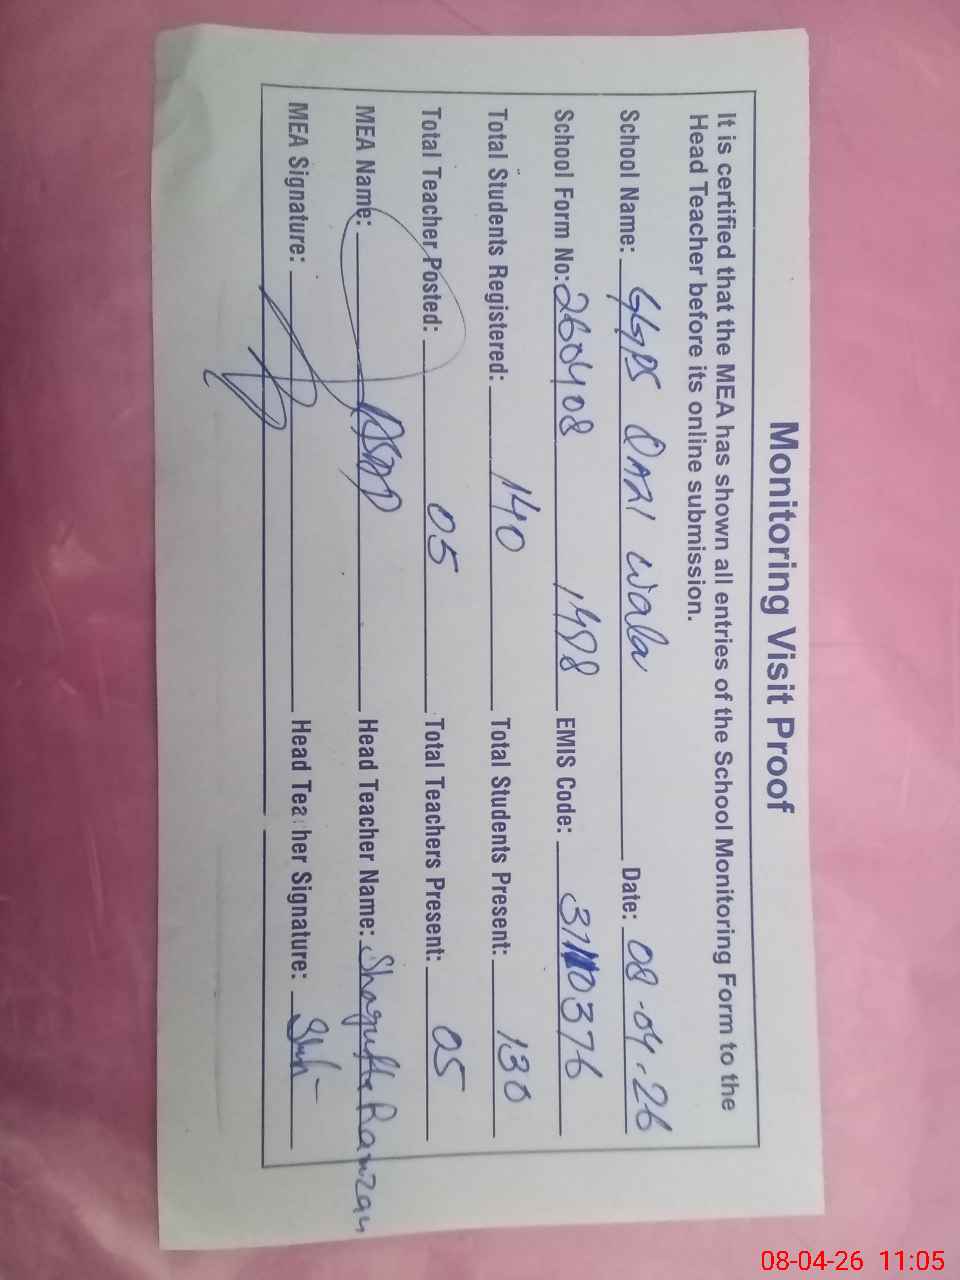 Monitoring Visit Proof
It is certified that the MEA has shown all entries of the School Monitoring Form to the
Head Teacher before its online submission.
School Name: GGPS QAZI Wala Date: 08-04-26
School Form No: 260408 1488 EMIS Code: 31110376
Total Students Registered: 140 Total Students Present: 130
Total Teacher Posted: 05 Total Teachers Present: 05
MEA Name: ASAD Head Teacher Name: Shagufta Ramzan
MEA Signature: Head Teacher Signature:
08-04-26 11:05